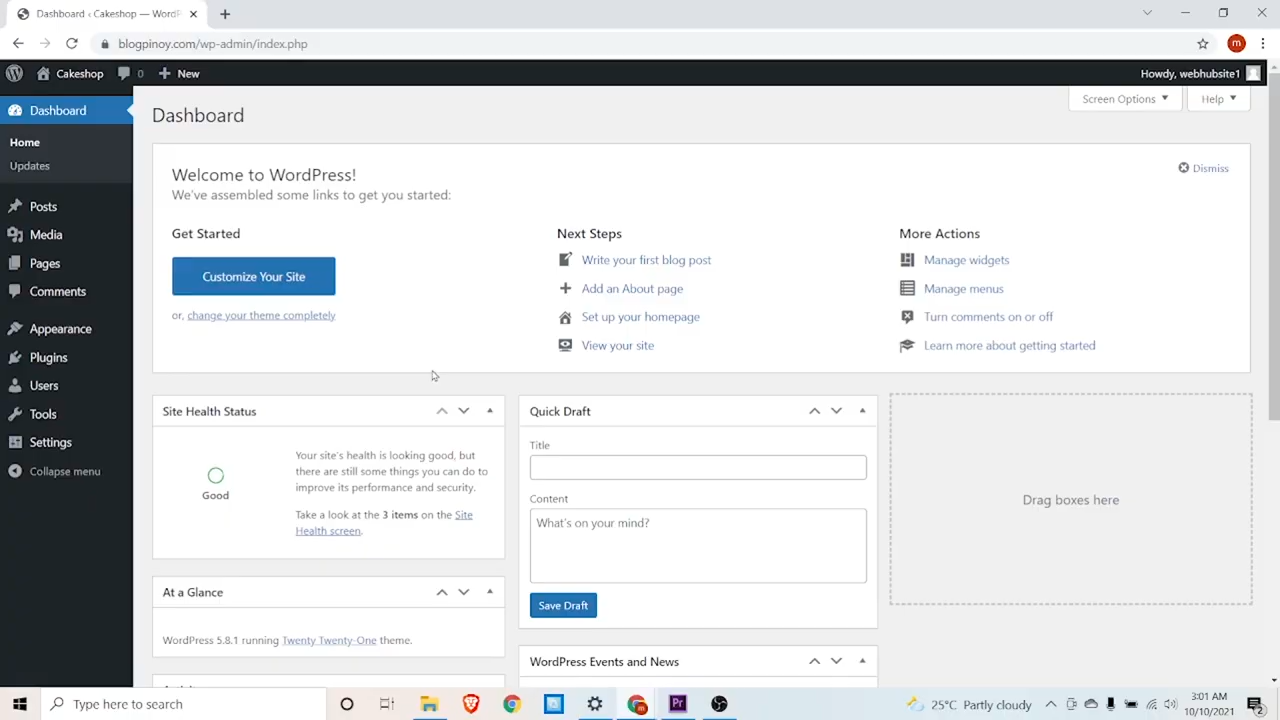 Dashboard ‹ Cakeshop — WordP
blogpinoy.com/wp-admin/index.php
m
Cakeshop
0
New
Howdy, webhubsite1
Dashboard
Home
Updates
Posts
Media
Pages
Comments
Appearance
Plugins
Users
Tools
Settings
Collapse menu
Dashboard
Screen Options
Help
Welcome to WordPress!
We've assembled some links to get you started:
Dismiss
Get Started
Customize Your Site
or, change your theme completely
Next Steps
Write your first blog post
Add an About page
Set up your homepage
View your site
More Actions
Manage widgets
Manage menus
Turn comments on or off
Learn more about getting started
Site Health Status
Good
Your site's health is looking good, but
there are still some things you can do to
improve its performance and security.
Take a look at the 3 items on the Site
Health screen.
At a Glance
WordPress 5.8.1 running Twenty Twenty-One theme.
Quick Draft
Title
Content
What's on your mind?
Save Draft
WordPress Events and News
Drag boxes here
Type here to search
m
Pr
25°C Partly cloudy
3:01 AM
10/10/2021
2